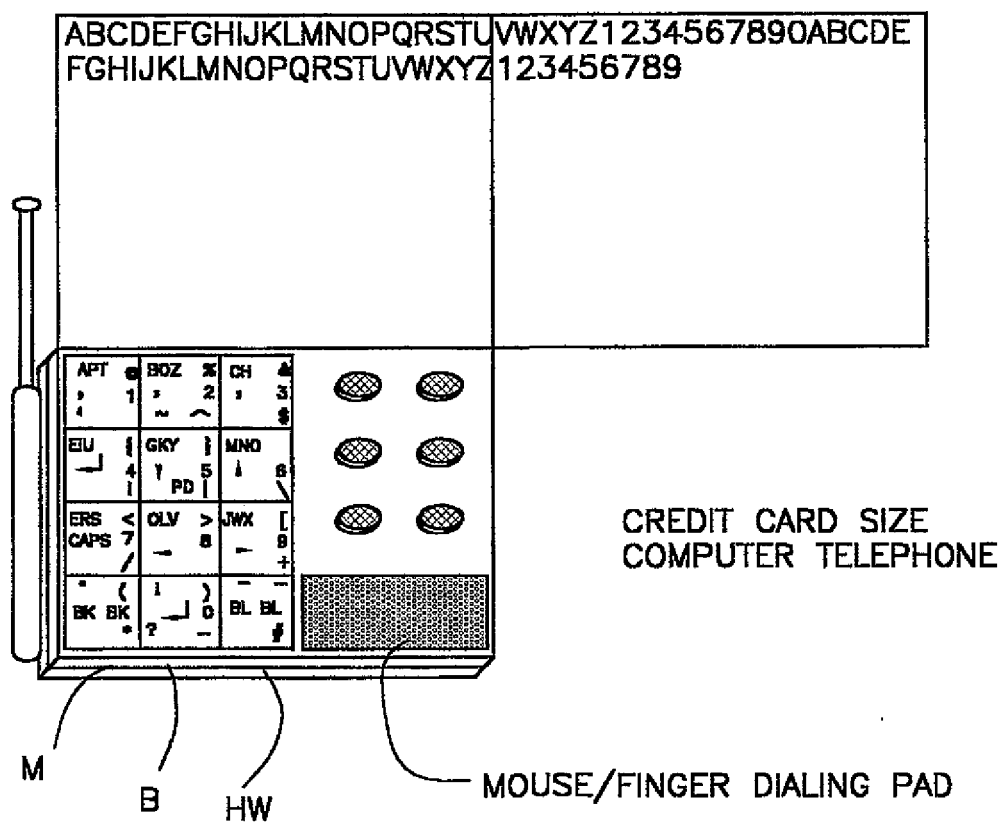 ABCDEFGHIJKLMNOPQRSTUVWXYZ1234567890ABCDE
FGHIJKLMNOPQRSTUVWXYZ123456789
APT @ BOZ % CH &
, 1 , 2 , 3
~ ^ $
EIU { GKY } MNO
4 5 6
| PD | \
ERS < OLV > JWX [
CAPS 7 8 9
/ +
( ) 
BK BK 0 BL BL
* ? _ #
CREDIT CARD SIZE
COMPUTER TELEPHONE
M
B
HW
MOUSE/FINGER DIALING PAD